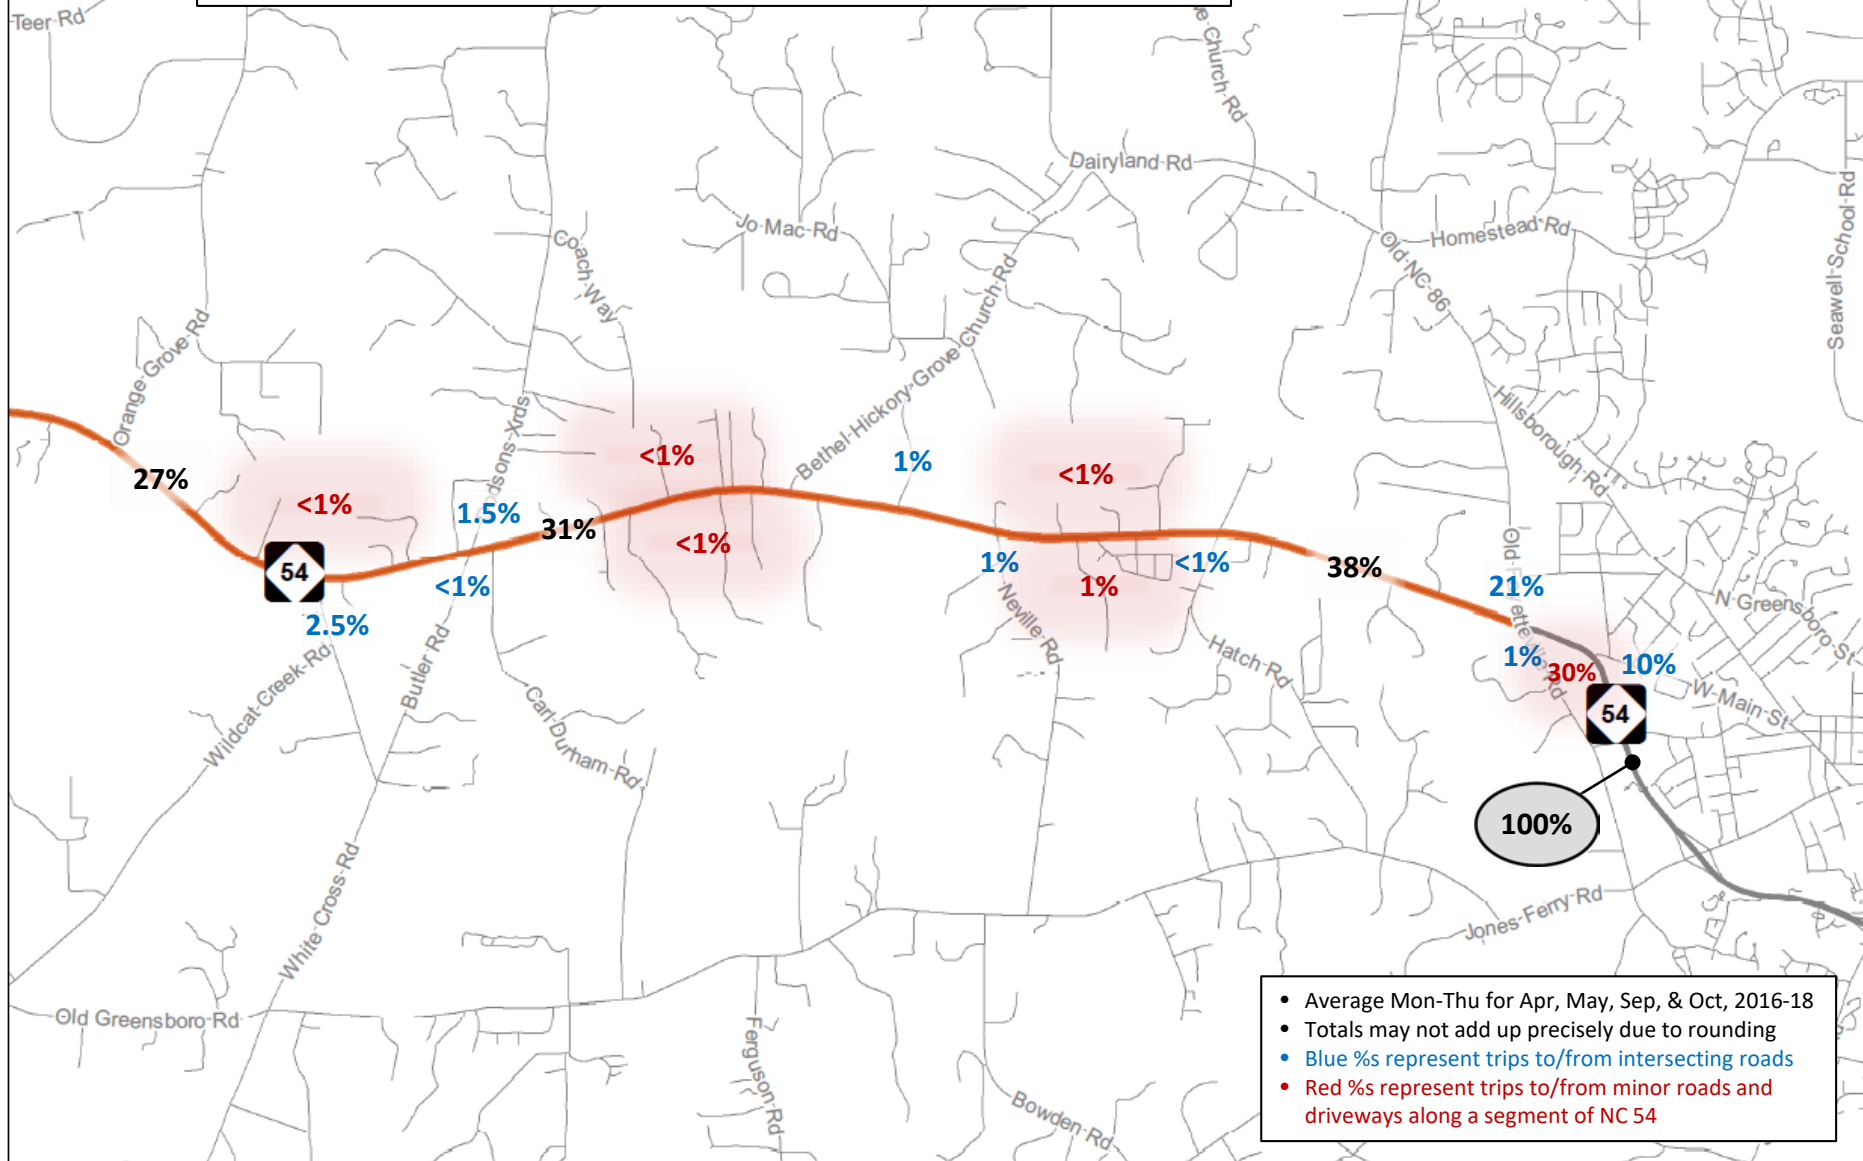 Teer Rd
ve Church Rd
Dairyland Rd
Seawell School Rd
Jo Mac Rd
Homestead Rd
Coach Way
Old NC 86
Orange Grove Rd
Bethel Hickory Grove Church Rd
dsons Xrds
Hillsborough Rd
<1%
1%
27%
<1%
<1%
1.5%
31%
<1%
54
1%
<1%
38%
<1%
1%
21%
2.5%
N Greensboro St
Neville Rd
Hatch Rd
1%
30%
10%
Wildcat Creek Rd
Butler Rd
Carl Durham Rd
W Main St
54
100%
White Cross Rd
Jones Ferry Rd
Old Greensboro Rd
Ferguson Rd
Bowden Rd
• Average Mon-Thu for Apr, May, Sep, & Oct, 2016-18
• Totals may not add up precisely due to rounding
• Blue %s represent trips to/from intersecting roads
• Red %s represent trips to/from minor roads and
driveways along a segment of NC 54